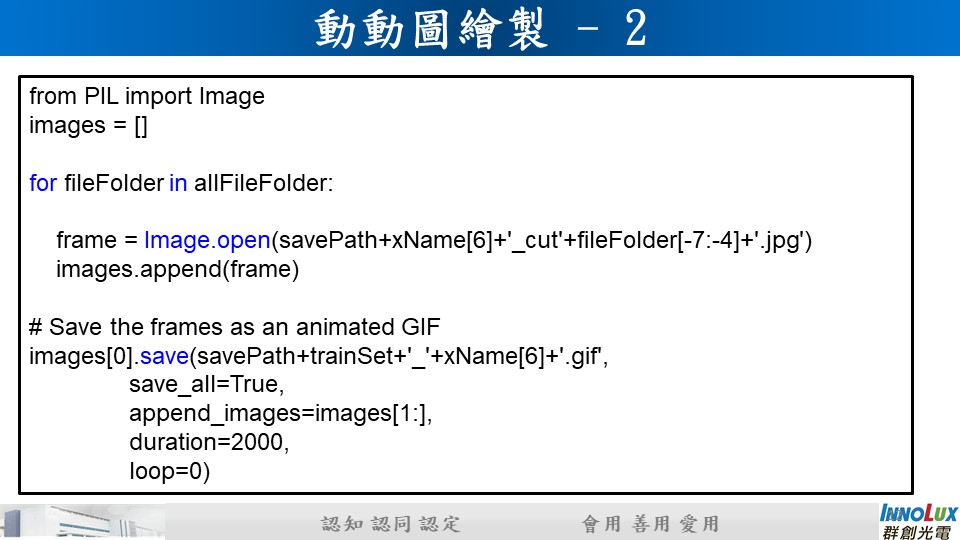 動動圖繪製 - 2
from PIL import Image
images = []
for fileFolder in allFileFolder:
frame = Image.open(savePath+xName[6]+'_cut'+fileFolder[-7:-4]+'.jpg')
images.append(frame)
# Save the frames as an animated GIF
images[0].save(savePath+trainSet+'_'+xName[6]+'.gif',
save_all=True,
append_images=images[1:],
duration=2000,
loop=0)
認知 認同 認定 會用 善用 愛用
INNOLUX
群創光電